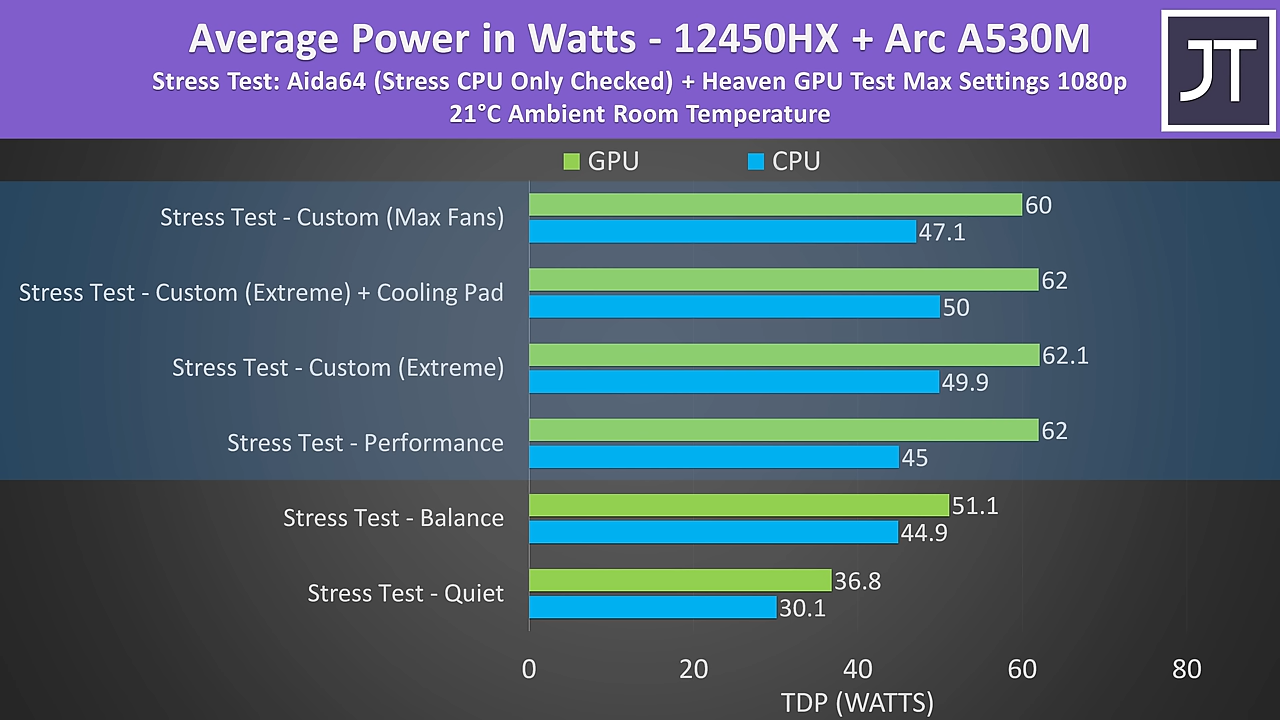 Average Power in Watts - 12450HX + Arc A530M
Stress Test: Aida64 (Stress CPU Only Checked) + Heaven GPU Test Max Settings 1080p
21°C Ambient Room Temperature
JT
GPU CPU
Stress Test - Custom (Max Fans)
60
47.1
Stress Test - Custom (Extreme) + Cooling Pad
62
50
Stress Test - Custom (Extreme)
62.1
49.9
Stress Test - Performance
62
45
Stress Test - Balance
51.1
44.9
Stress Test - Quiet
36.8
30.1
0 20 40 60 80
TDP (WATTS)